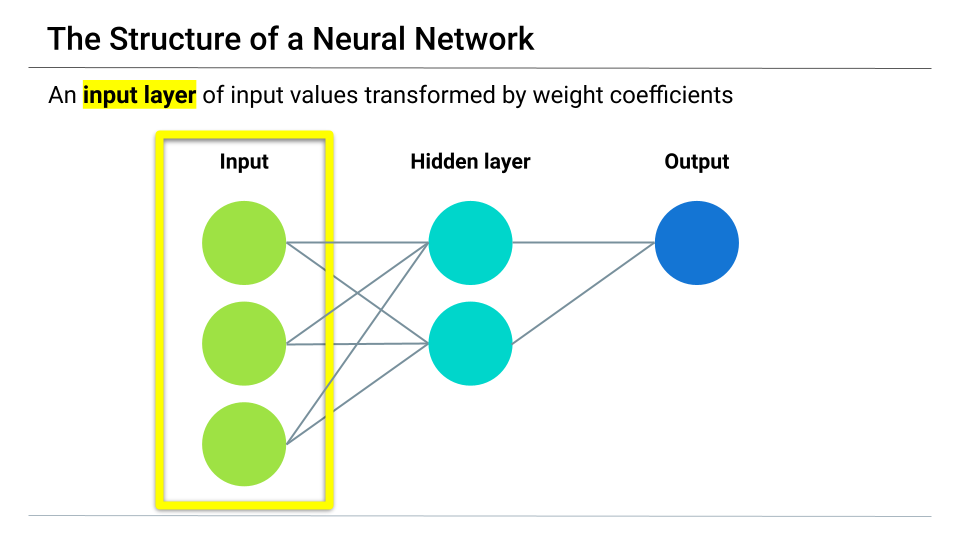 The Structure of a Neural Network
An input layer of input values transformed by weight coefficients
Input Hidden layer Output